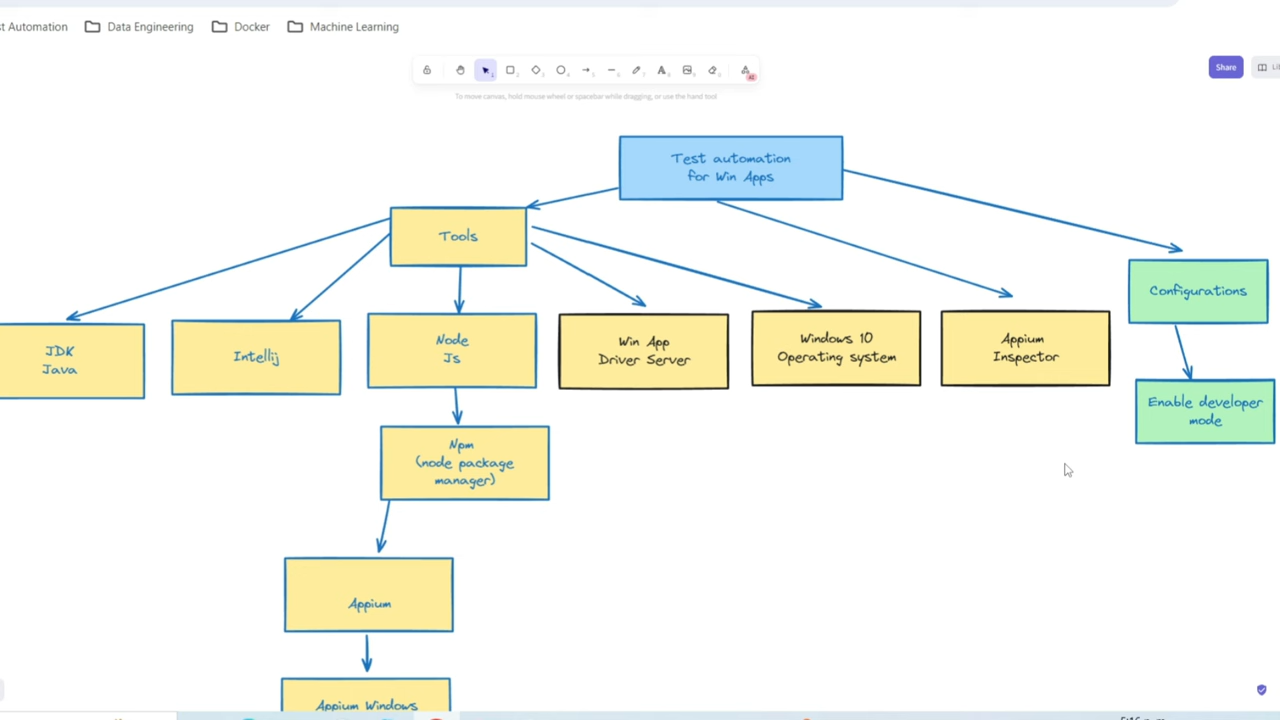 st Automation
Data Engineering
Docker
Machine Learning
Share
To move canvas, hold mouse wheel or spacebar while dragging, or use the hand tool
Test automation
for Win Apps
Tools
Configurations
JDK
Java
Intellij
Node
Js
Win App
Driver Server
Windows 10
Operating system
Appium
Inspector
Enable developer
mode
Npm
(node package
manager)
Appium
Appium Windows